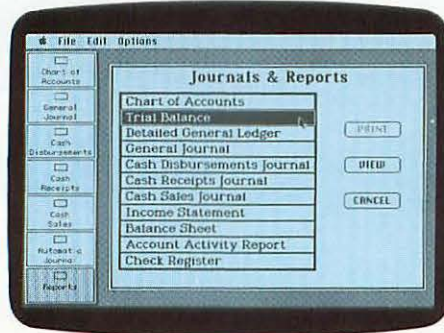 File Edit Options
Chart of
Accounts
General
Journal
Cash
Disbursements
Cash
Receipts
Cash
Sales
Automatic
Journal
Reports
Journals & Reports
Chart of Accounts
Trial Balance
Detailed General Ledger
General Journal
Cash Disbursements Journal
Cash Receipts Journal
Cash Sales Journal
Income Statement
Balance Sheet
Account Activity Report
Check Register
PRINT
VIEW
CANCEL